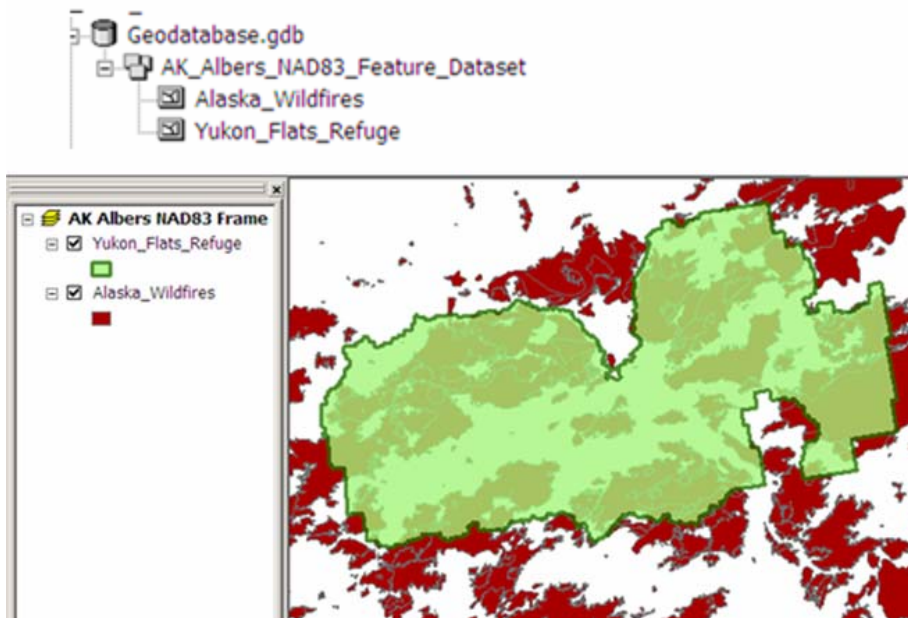 Geodatabase.gdb
AK_Albers_NAD83_Feature_Dataset
Alaska_Wildfires
Yukon_Flats_Refuge
AK Albers NAD83 Frame
Yukon_Flats_Refuge
Alaska_Wildfires